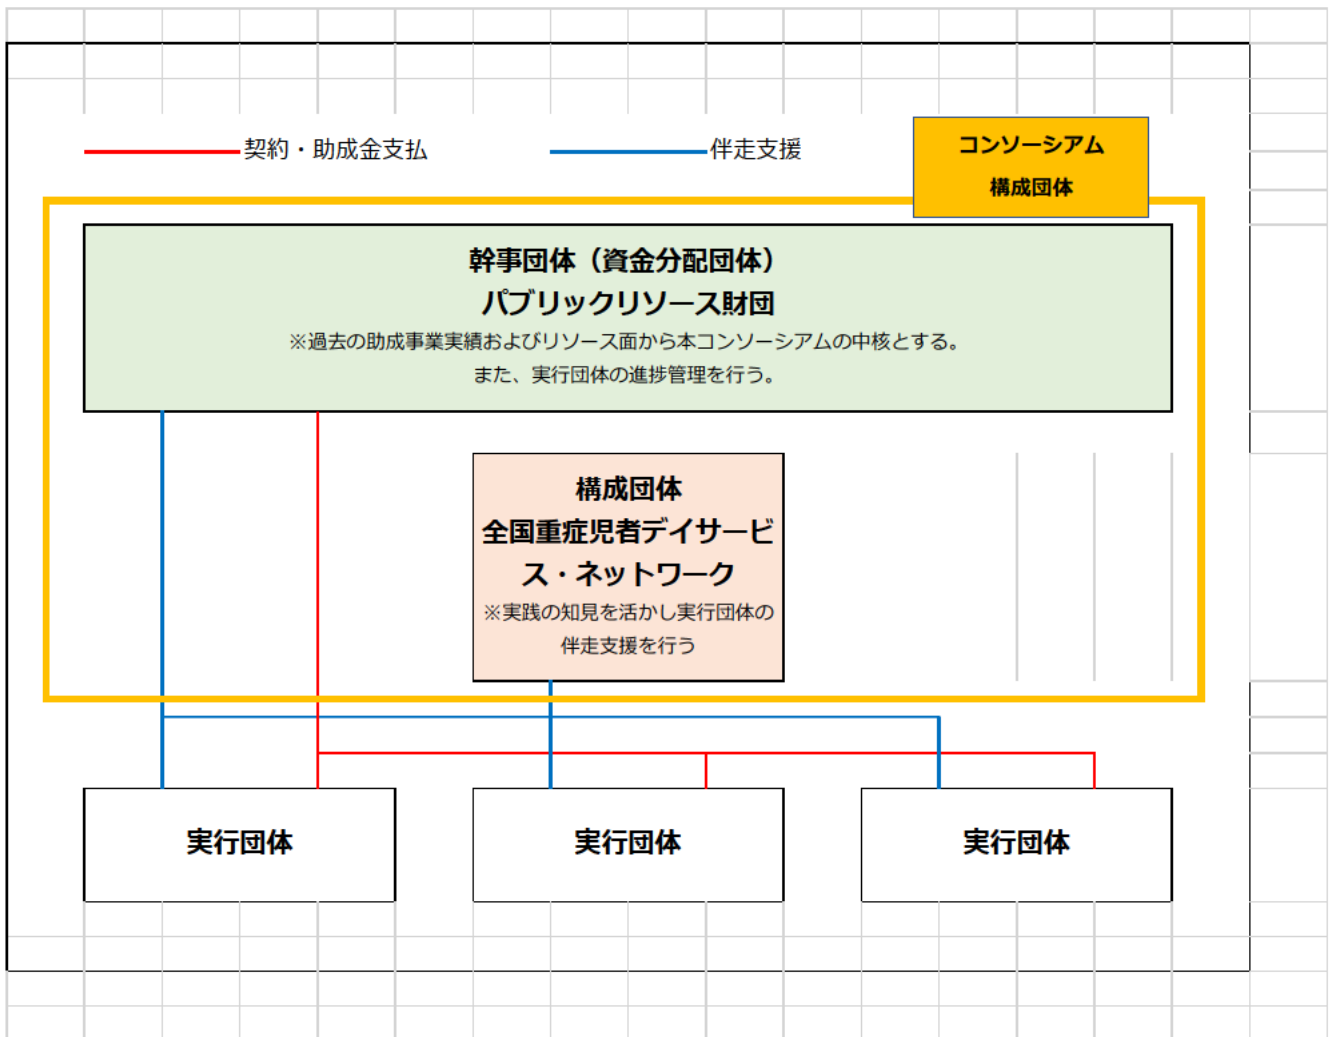 契約・助成金支払
伴走支援
コンソーシアム
構成団体
幹事団体（資金分配団体）
パブリックリソース財団
※過去の助成事業実績およびリソース面から本コンソーシアムの中核とする。
また、実行団体の進捗管理を行う。
構成団体
全国重症児者デイサービ
ス・ネットワーク
※実践の知見を活かし実行団体の
伴走支援を行う
実行団体
実行団体
実行団体